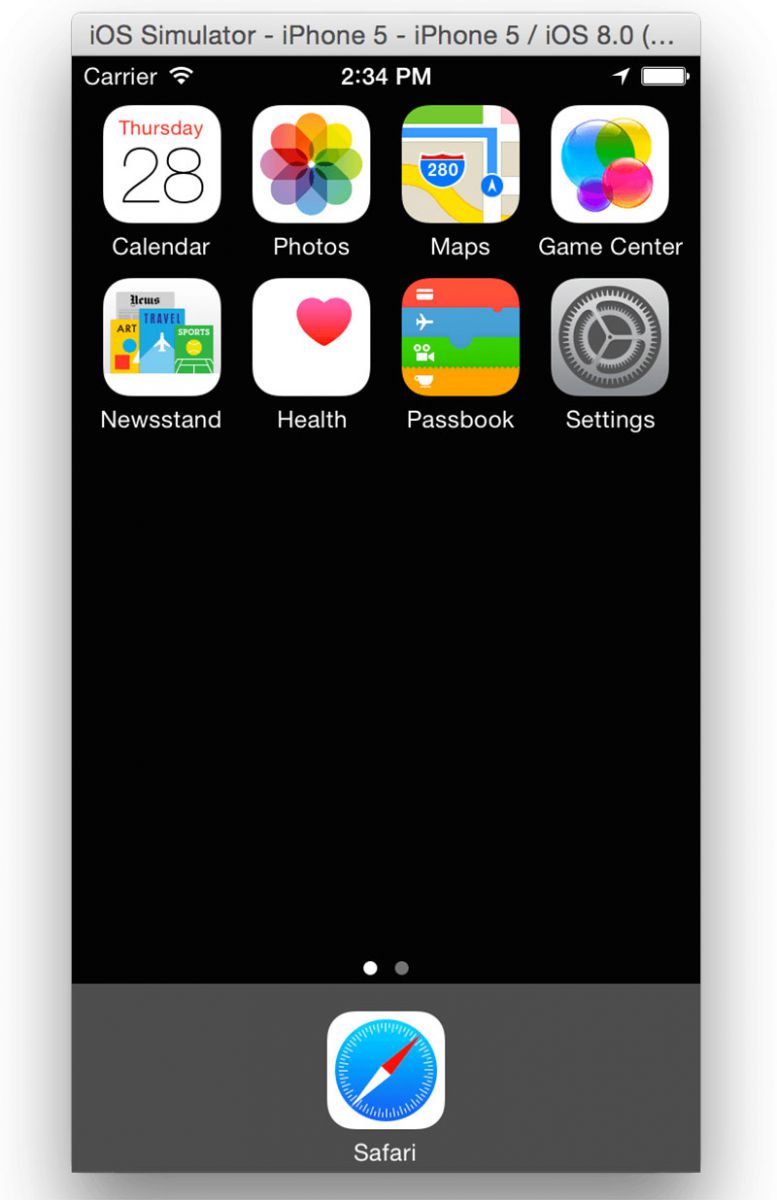 iOS Simulator - iPhone 5 - iPhone 5 / iOS 8.0 (...
Carrier 2:34 PM
Thursday
28
280
Calendar Photos Maps Game Center
News
ART TRAVEL SPORTS
Newsstand Health Passbook Settings
Safari